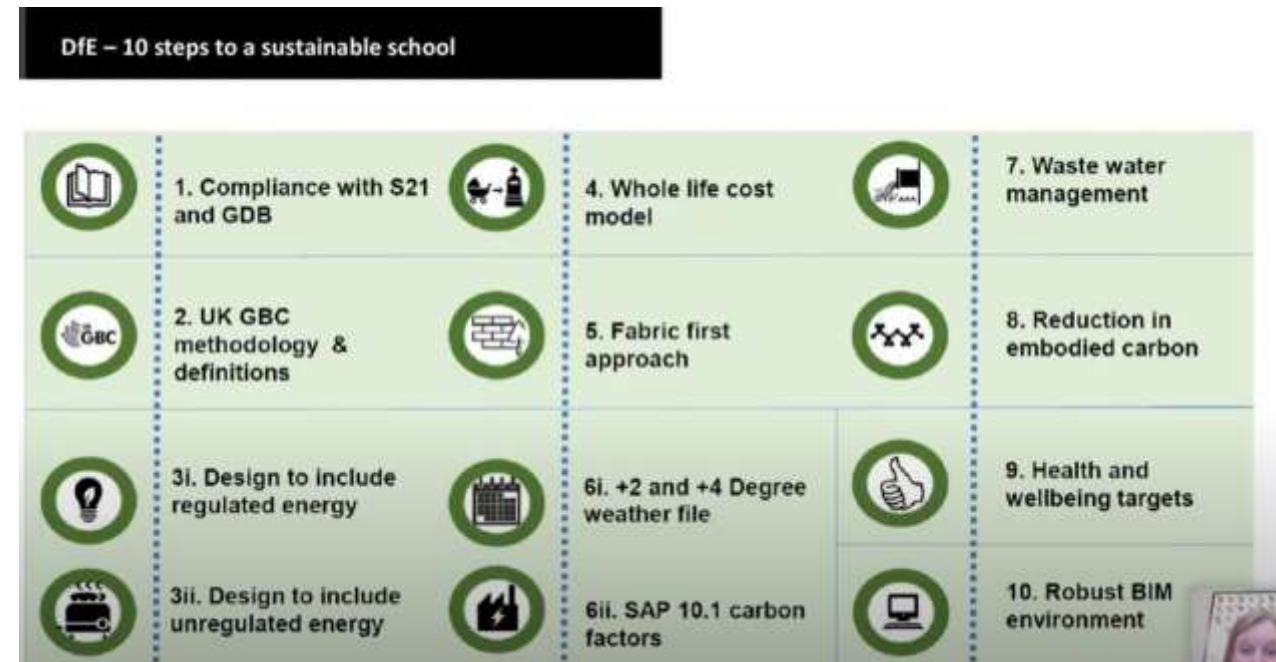 DfE – 10 steps to a sustainable school
1. Compliance with S21
and GDB
2. UK GBC
methodology &
definitions
3i. Design to include
regulated energy
3ii. Design to include
unregulated energy
4. Whole life cost
model
5. Fabric first
approach
6i. +2 and +4 Degree
weather file
6ii. SAP 10.1 carbon
factors
7. Waste water
management
8. Reduction in
embodied carbon
9. Health and
wellbeing targets
10. Robust BIM
environment
GBC